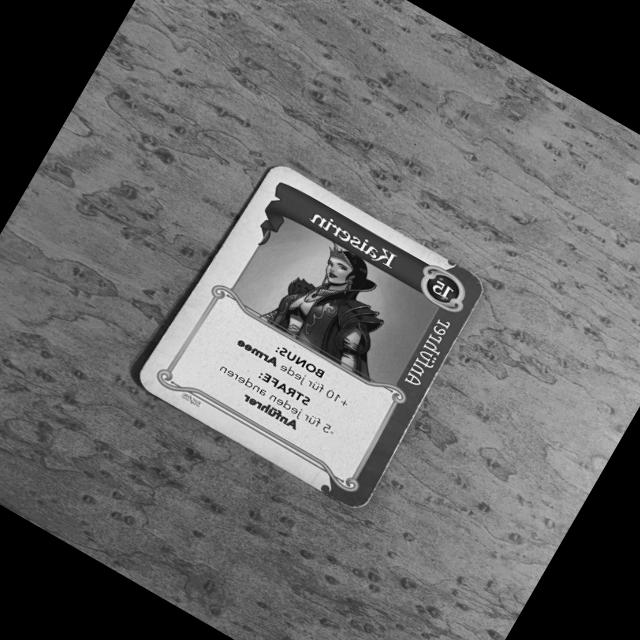 Kaiserin
15
Anführer
BONUS:
+10 für jede Armee
STRAFE:
-5 für jeden anderen
Anführer